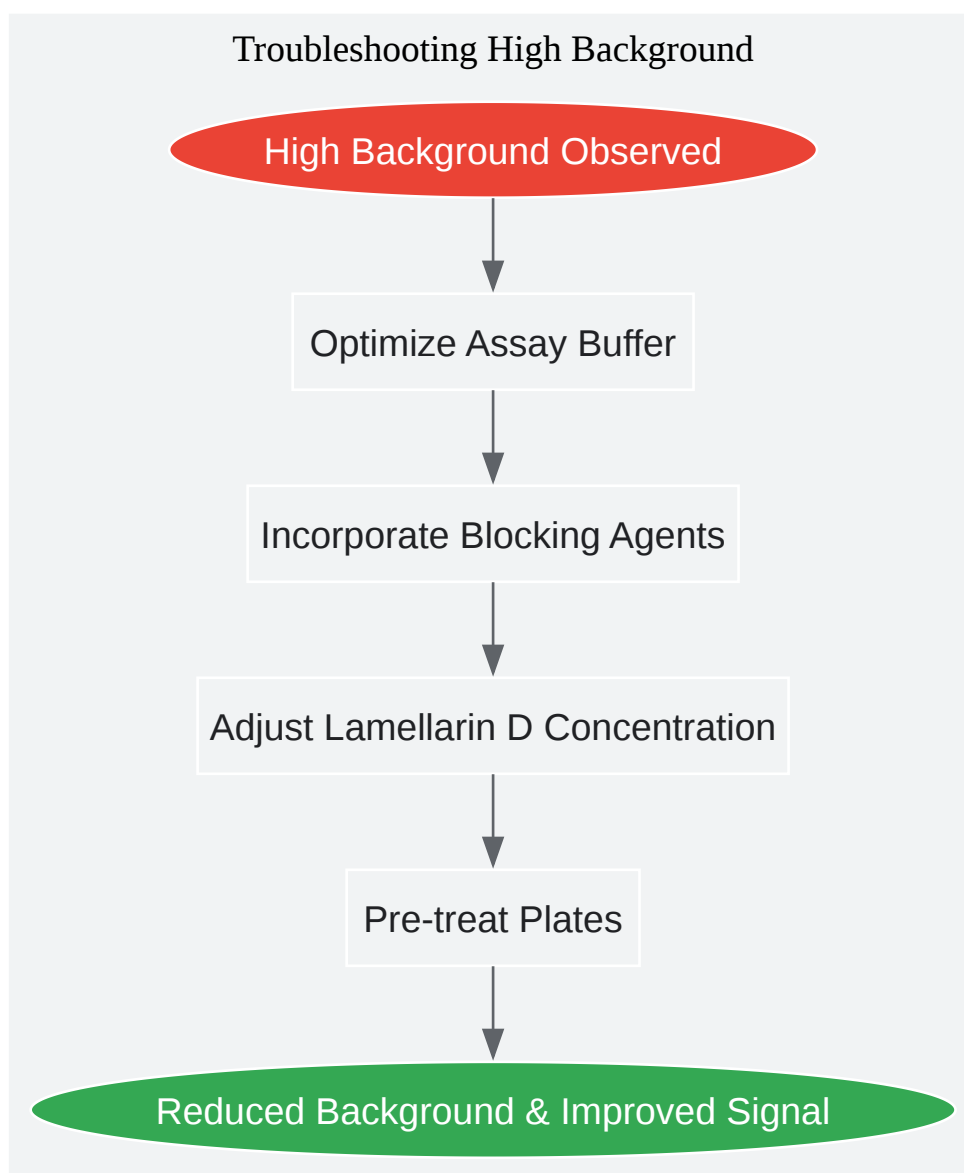 Troubleshooting High Background
High Background Observed
Optimize Assay Buffer
Incorporate Blocking Agents
Adjust Lamellarin D Concentration
Pre-treat Plates
Reduced Background & Improved Signal